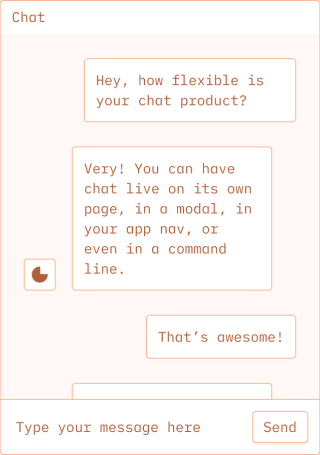 Chat
Hey, how flexible is
your chat product?
Very! You can have
chat live on its own
page, in a modal, in
your app nav, or
even in a command
line.
That’s awesome!
Type your message here
Send